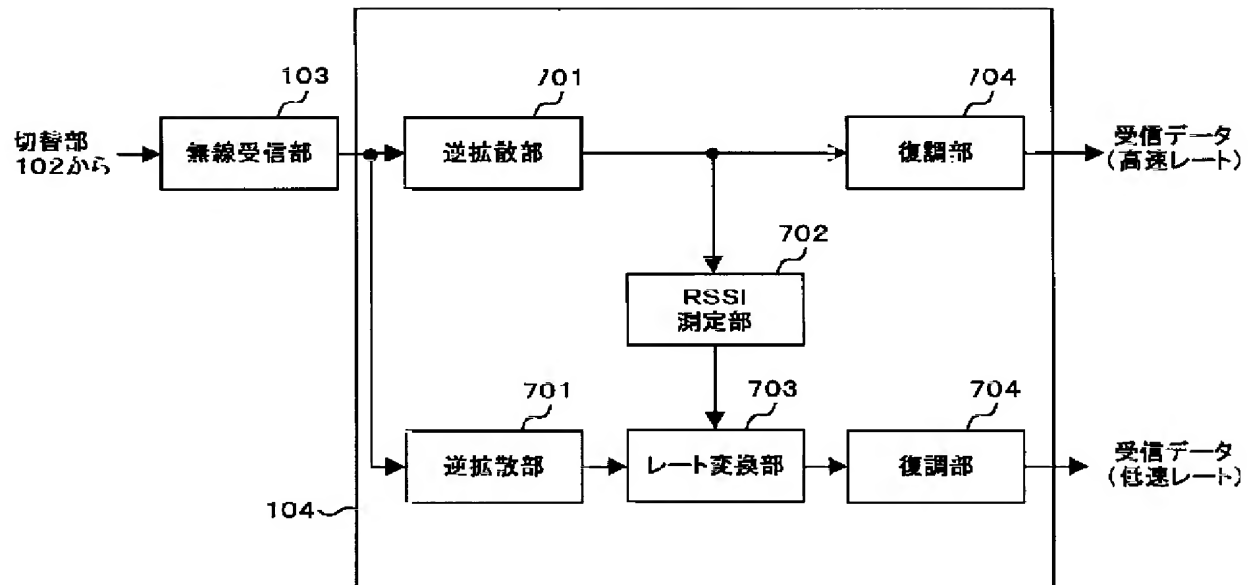 103
701
704
切替部
102から
無線受信部
逆拡散部
復調部
受信データ
(高速レート)
702
RSSI
測定部
701
703
704
逆拡散部
レート変換部
復調部
受信データ
(低速レート)
104